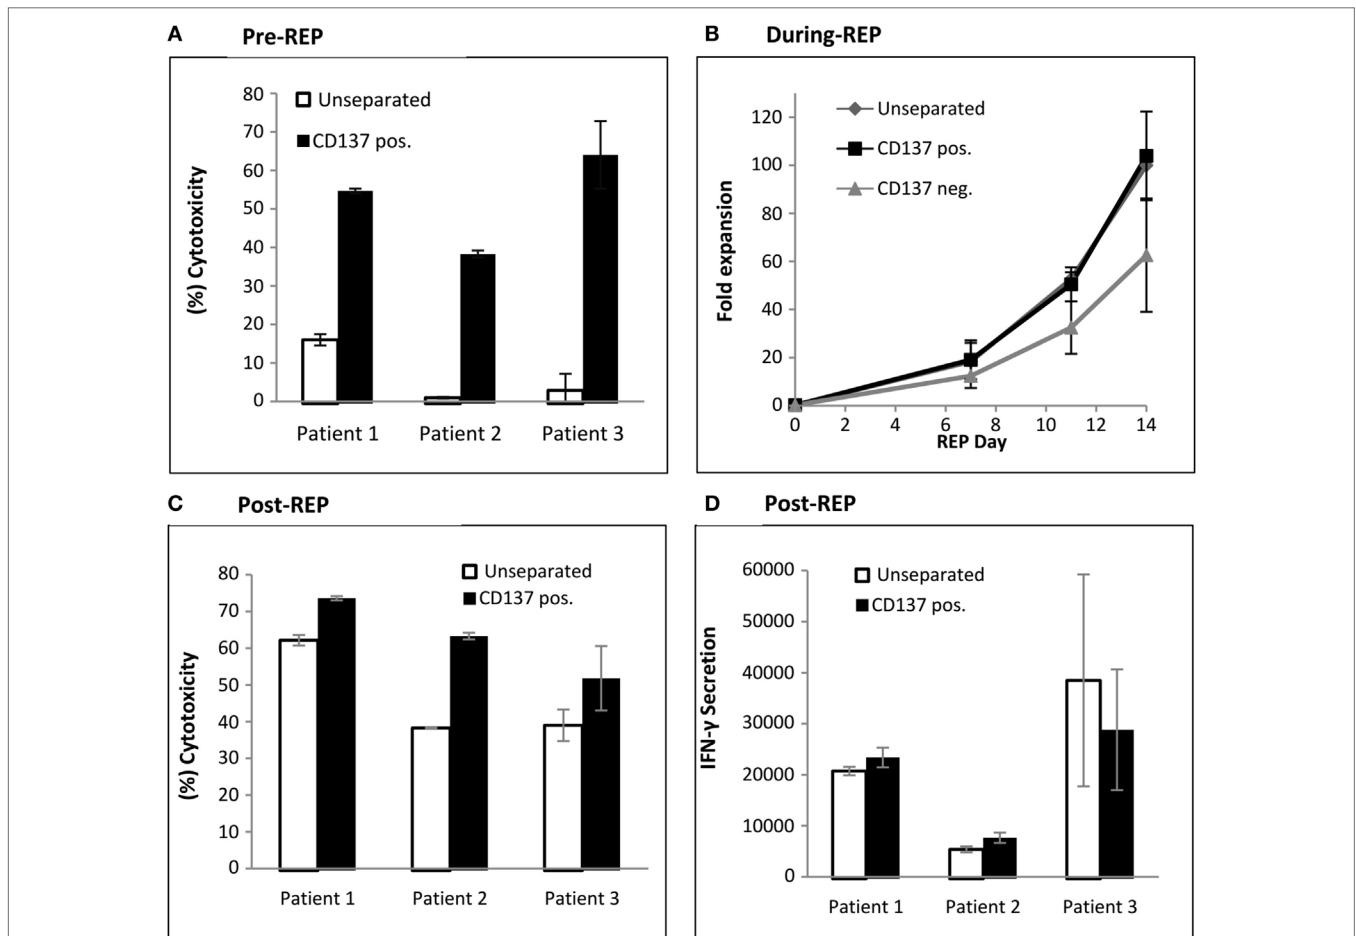 A Pre-REP
80
70
60
50
40
30
20
10
0
(%) Cytotoxicity
Unseparated
CD137 pos.
Patient 1 Patient 2 Patient 3
B During-REP
120
100
80
60
40
20
0
Fold expansion
Unseparated
CD137 pos.
CD137 neg.
0 2 4 6 8 10 12 14
REP Day
C Post-REP
80
70
60
50
40
30
20
10
0
(%) Cytotoxicity
Unseparated
CD137 pos.
Patient 1 Patient 2 Patient 3
D Post-REP
60000
50000
40000
30000
20000
10000
0
IFN-γ Secretion
Unseparated
CD137 pos.
Patient 1 Patient 2 Patient 3